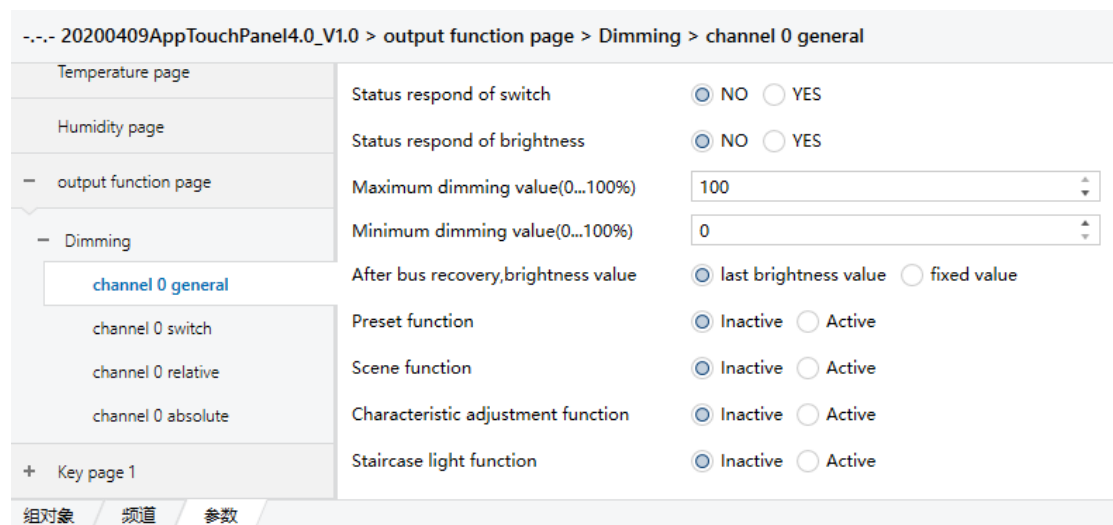 -.-.- 20200409AppTouchPanel4.0_V1.0 > output function page > Dimming > channel 0 general
Temperature page
Humidity page
output function page
Dimming
channel 0 general
channel 0 switch
channel 0 relative
channel 0 absolute
Key page 1
Status respond of switch NO YES
Status respond of brightness NO YES
Maximum dimming value(0...100%) 100
Minimum dimming value(0...100%) 0
After bus recovery,brightness value last brightness value fixed value
Preset function Inactive Active
Scene function Inactive Active
Characteristic adjustment function Inactive Active
Staircase light function Inactive Active
组对象 频道 参数